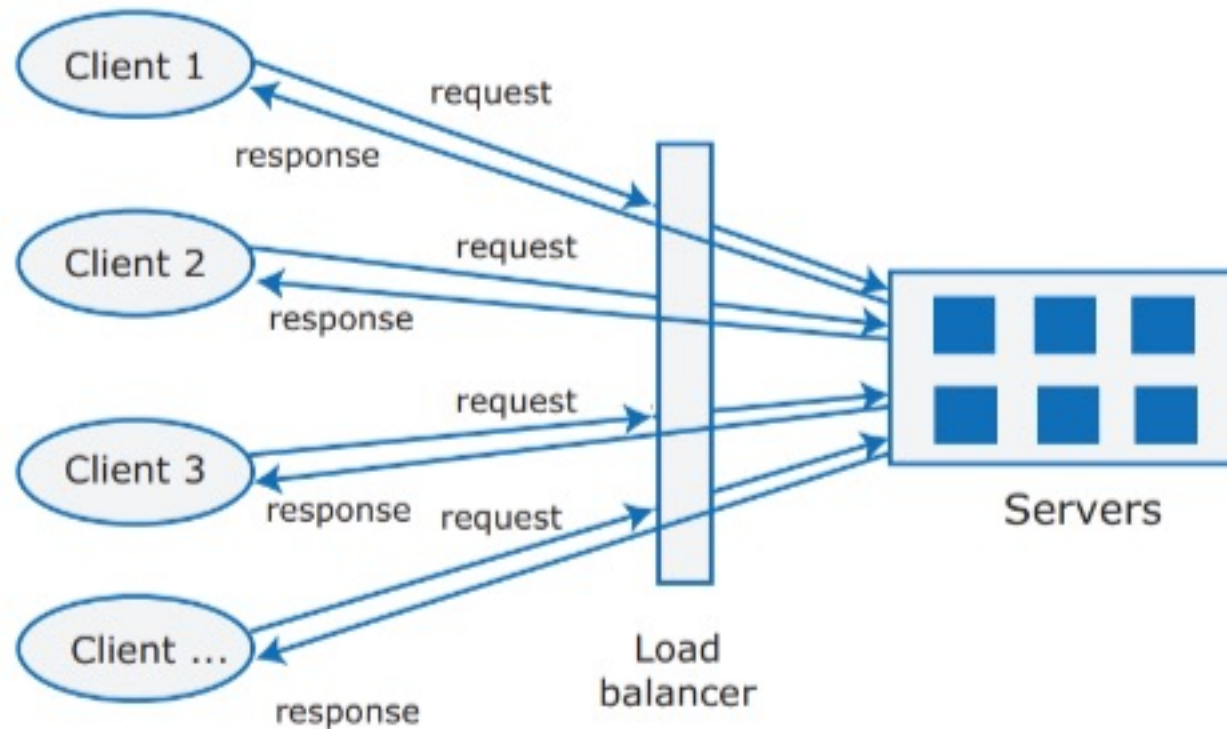 Client 1
request
response
Client 2
request
response
Client 3
request
response
request
Client ...
response
Load
balancer
Servers